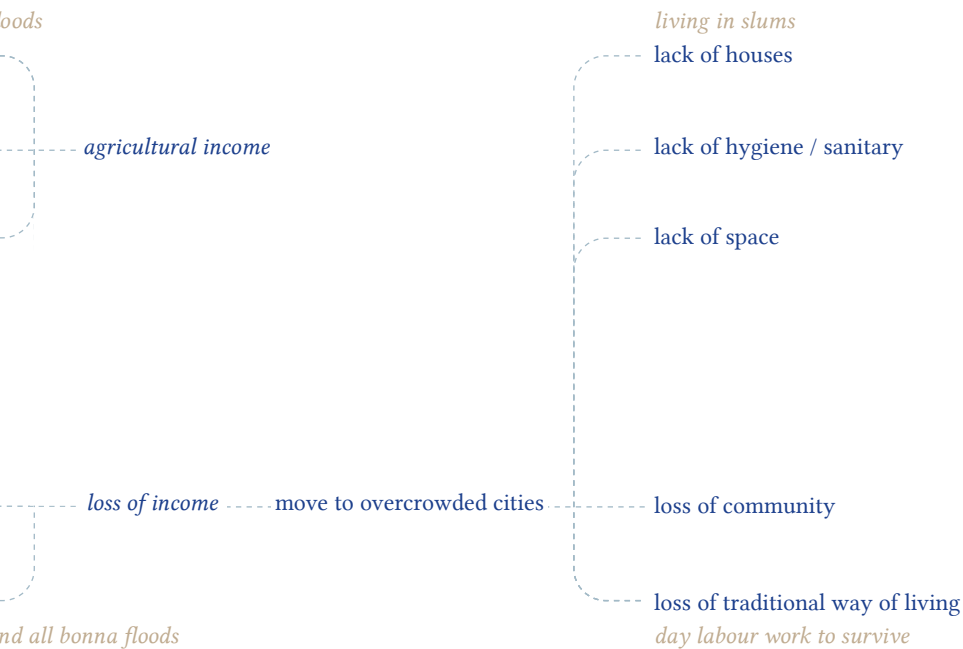 living in slums
lack of houses
agricultural income
lack of hygiene / sanitary
lack of space
loss of income
move to overcrowded cities
loss of community
loss of traditional way of living
all bonna floods
day labour work to survive